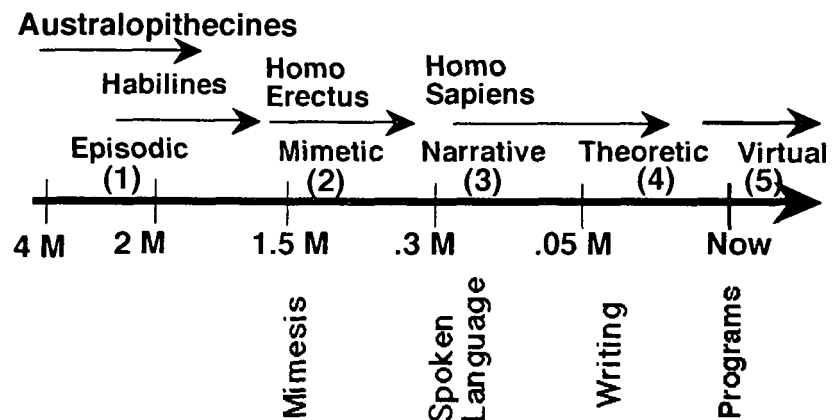 Australopithecines
Habilines
Homo
Erectus
Homo
Sapiens
Episodic
(1)
Mimetic
(2)
Narrative
(3)
Theoretic
(4)
Virtual
(5)
4 M
2 M
1.5 M
.3 M
.05 M
Now
Mimesis
Spoken
Language
Writing
Programs